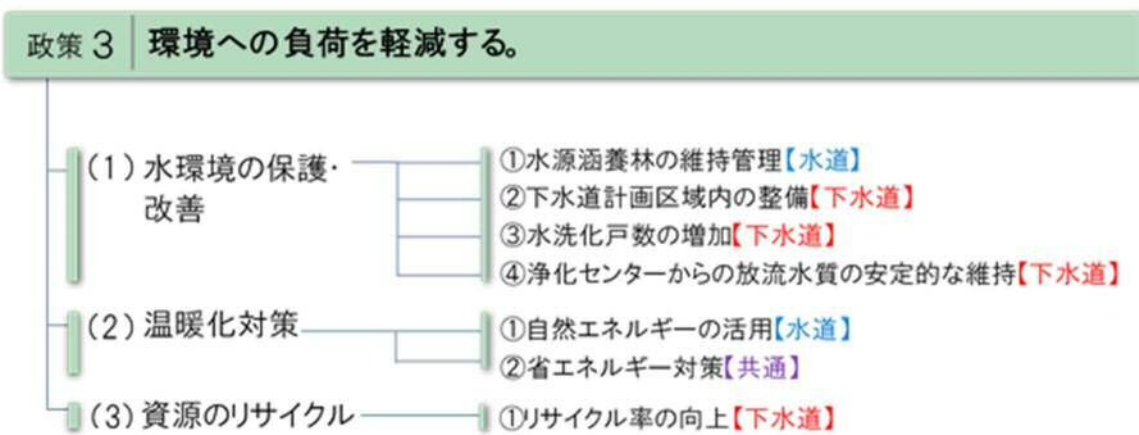 政策３ 環境への負荷を軽減する。
(1) 水環境の保護・
改善
①水源涵養林の維持管理【水道】
②下水道計画区域内の整備【下水道】
③水洗化戸数の増加【下水道】
④浄化センターからの放流水質の安定的な維持【下水道】
(2) 温暖化対策
①自然エネルギーの活用【水道】
②省エネルギー対策【共通】
(3) 資源のリサイクル
①リサイクル率の向上【下水道】